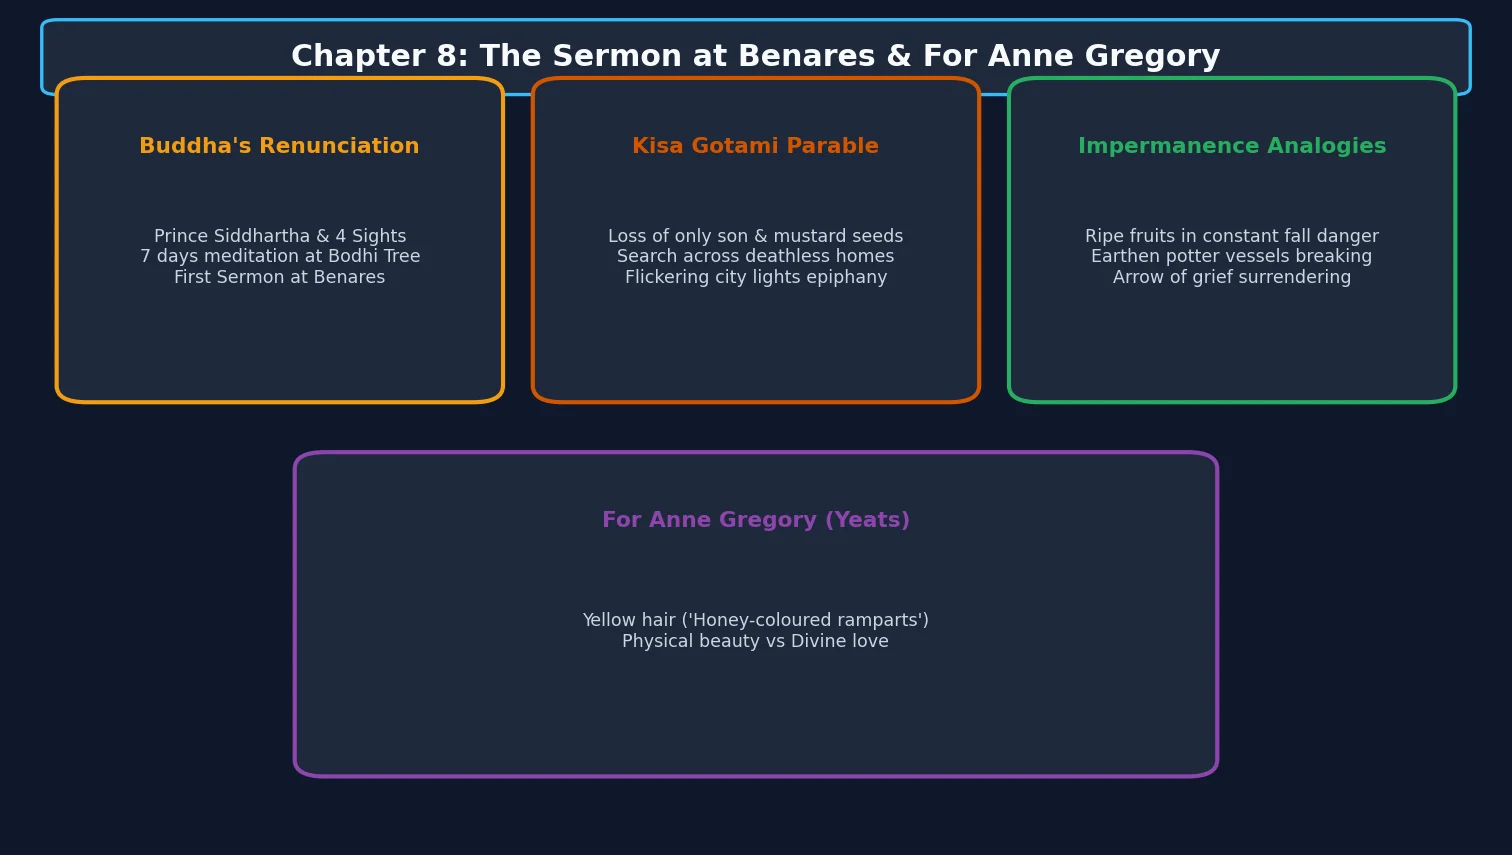 Chapter 8: The Sermon at Benares & For Anne Gregory
Buddha's Renunciation
Prince Siddhartha & 4 Sights
7 days meditation at Bodhi Tree
First Sermon at Benares
Kisa Gotami Parable
Loss of only son & mustard seeds
Search across deathless homes
Flickering city lights epiphany
Impermanence Analogies
Ripe fruits in constant fall danger
Earthen potter vessels breaking
Arrow of grief surrendering
For Anne Gregory (Yeats)
Yellow hair ('Honey-coloured ramparts')
Physical beauty vs Divine love